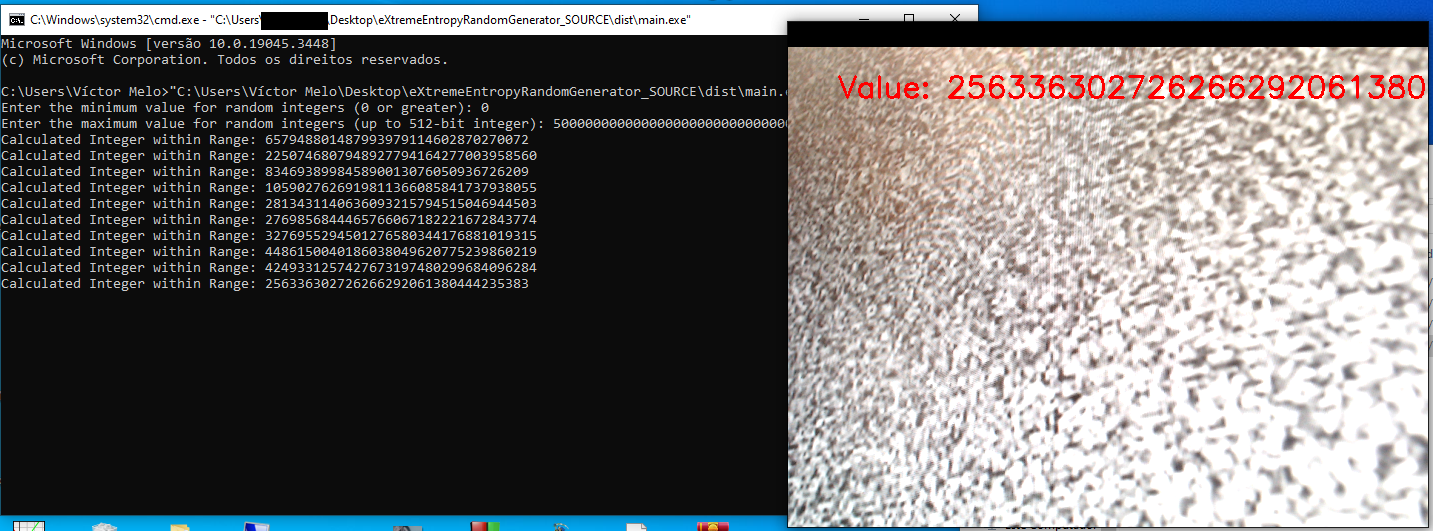 C:\Windows\system32\cmd.exe - "C:\Users\ \Desktop\eXtremeEntropyRandomGenerator_SOURCE\dist\main.exe"
Microsoft Windows [versão 10.0.19045.3448]
(c) Microsoft Corporation. Todos os direitos reservados.
C:\Users\Víctor Melo>"C:\Users\Víctor Melo\Desktop\eXtremeEntropyRandomGenerator_SOURCE\dist\main.
Enter the minimum value for random integers (0 or greater): 0
Enter the maximum value for random integers (up to 512-bit integer): 50000000000000000000000000000
Calculated Integer within Range: 657948801487993979114602870270072
Calculated Integer within Range: 2250746807948927794164277003958560
Calculated Integer within Range: 834693899845890013076050936726209
Calculated Integer within Range: 1059027626919811366085841737938055
Calculated Integer within Range: 2813431140636093215794515046944503
Calculated Integer within Range: 2769856844465766067182221672843774
Calculated Integer within Range: 3276955294501276580344176881019315
Calculated Integer within Range: 4486150040186038049620775239860219
Calculated Integer within Range: 4249331257427673197480299684096284
Calculated Integer within Range: 256336302726266292061380444235383
Value: 256336302726266292061380